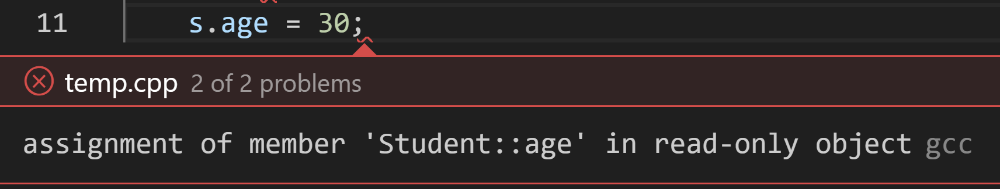 11 s.age = 30;
temp.cpp 2 of 2 problems
assignment of member 'Student::age' in read-only object gcc